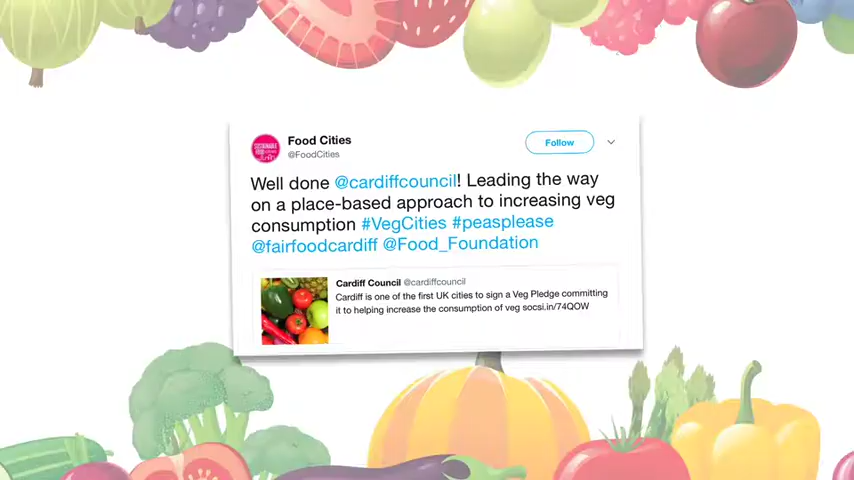 Food Cities
@FoodCities
Follow
Well done @cardiffcouncil! Leading the way
on a place-based approach to increasing veg
consumption #VegCities #peasplease
@fairfoodcardiff @Food_Foundation
Cardiff Council @cardiffcouncil
Cardiff is one of the first UK cities to sign a Veg Pledge committing
it to helping increase the consumption of veg socsi.in/74QOW